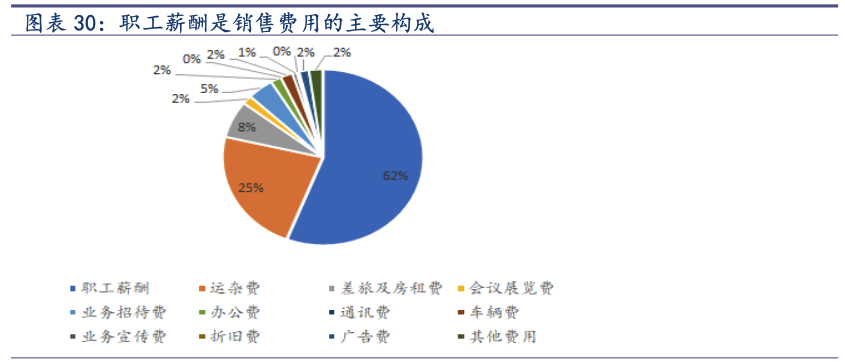 图表 30：职工薪酬是销售费用的主要构成
0% 2% 1% 0% 2% 2%
2%
5%
2%
8%
62%
25%
职工薪酬 运杂费 差旅及房租费 会议展览费
业务招待费 办公费 通讯费 车辆费
业务宣传费 折旧费 广告费 其他费用